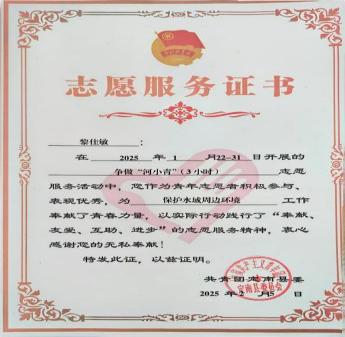 志愿服务证书
黎佳敏：
在 2025 年 1 月22-31 日开展的
争做“河小青”（3 小时） 志愿
服务活动中，您作为青年志愿者积极参与、
表现优秀，为 保护水域周边环境 工作
奉献了青春力量，以实际行动践行了“奉献、
友爱、互助、进步”的志愿服务精神，衷心
感谢您的无私奉献！
特发此证，以兹证明。
共青团定南县委
2025 年 2 月 5 日